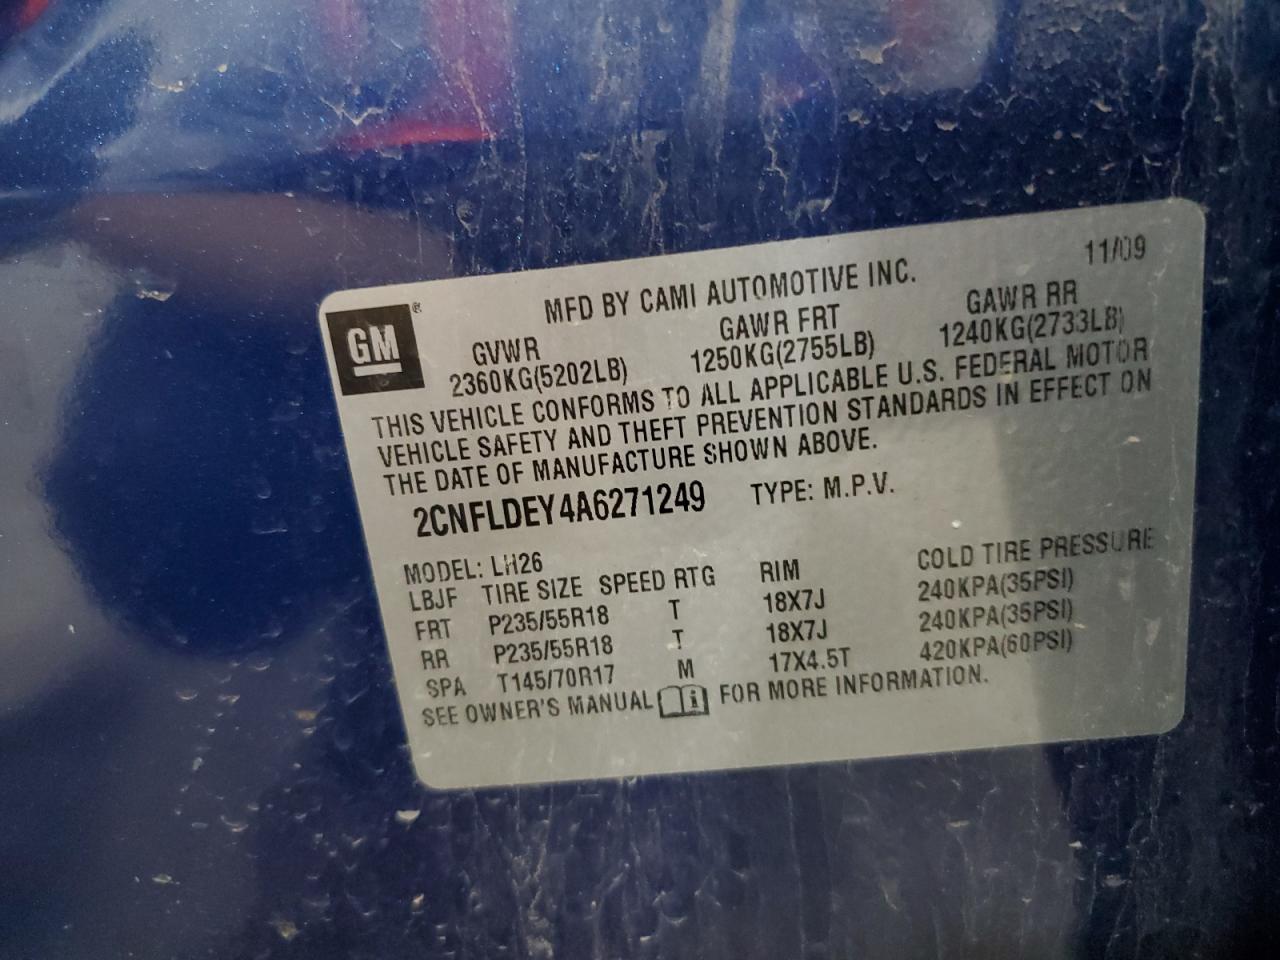 GM ®
MFD BY CAMI AUTOMOTIVE INC. 11/09
GVWR GAWR FRT GAWR RR
2360KG(5202LB) 1250KG(2755LB) 1240KG(2733LB)
THIS VEHICLE CONFORMS TO ALL APPLICABLE U.S. FEDERAL MOTOR
VEHICLE SAFETY AND THEFT PREVENTION STANDARDS IN EFFECT ON
THE DATE OF MANUFACTURE SHOWN ABOVE.
2CNFLDEY4A6271249 TYPE: M.P.V.
MODEL: LH26
LBJF TIRE SIZE SPEED RTG RIM COLD TIRE PRESSURE
FRT P235/55R18 T 18X7J 240KPA(35PSI)
RR P235/55R18 T 18X7J 240KPA(35PSI)
SPA T145/70R17 M 17X4.5T 420KPA(60PSI)
SEE OWNER'S MANUAL i FOR MORE INFORMATION.